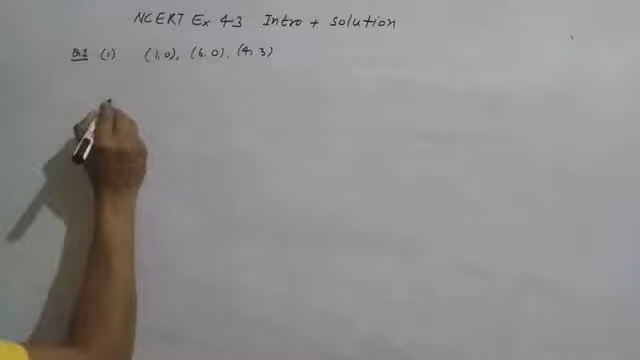 NCERT Ex 4.3 Intro + Solution
Q.1 (i) (1, 0), (6, 0), (4, 3)